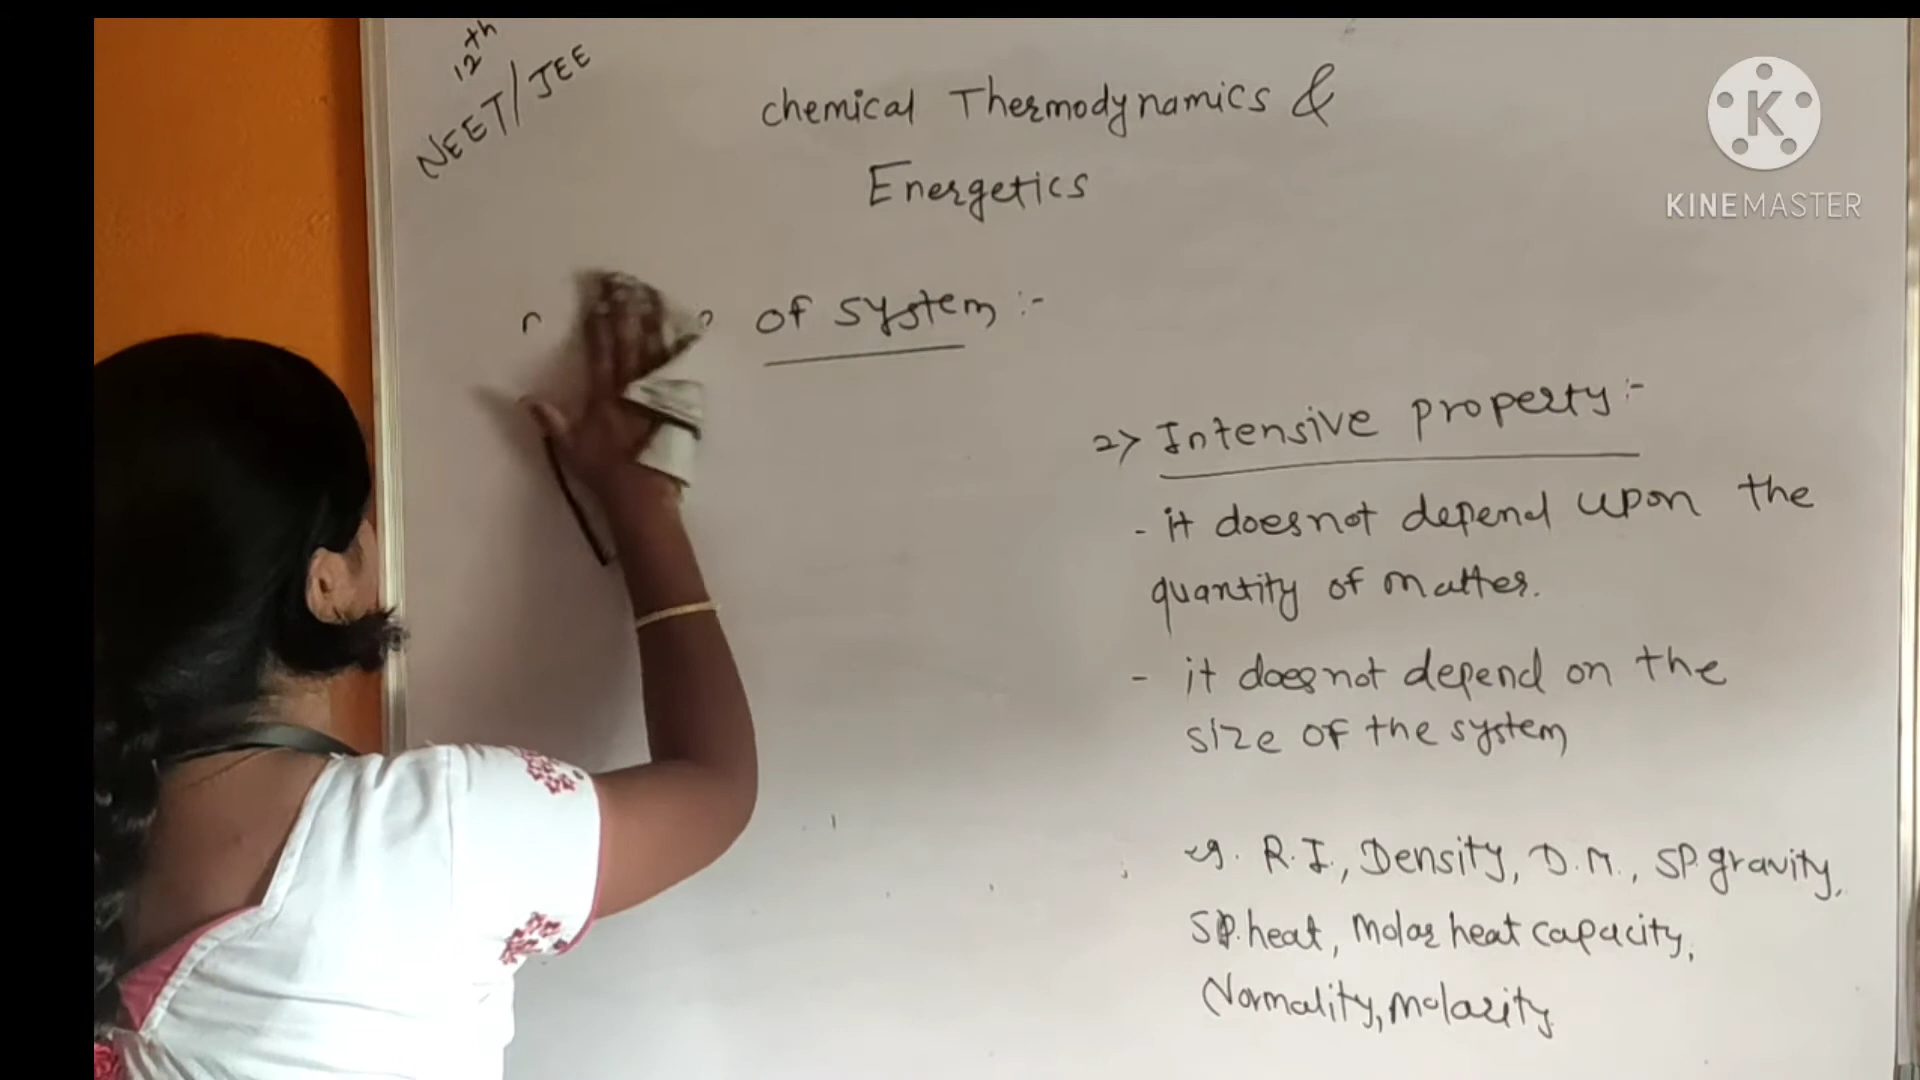 12th
NEET/JEE
chemical Thermodynamics &
Energetics
of system :-
2> Intensive property :-
- it doesnot depend upon the
quantity of matter.
- it doesnot depend on the
size of the system
eg. R.I., Density, D.M., SP. gravity,
SP. heat, Molar heat capacity,
Normality, Molarity
K
KINEMASTER